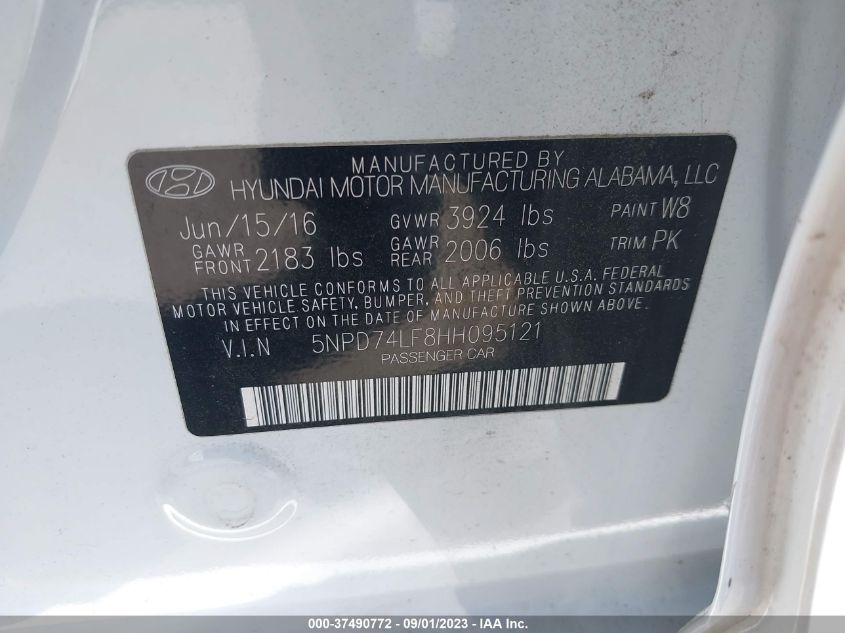 MANUFACTURED BY
HYUNDAI MOTOR MANUFACTURING ALABAMA, LLC
Jun/15/16 GVWR 3924 lbs PAINT W8
GAWR FRONT 2183 lbs GAWR REAR 2006 lbs TRIM PK
THIS VEHICLE CONFORMS TO ALL APPLICABLE U.S.A. FEDERAL
MOTOR VEHICLE SAFETY, BUMPER, AND THEFT PREVENTION STANDARDS
IN EFFECT ON THE DATE OF MANUFACTURE SHOWN ABOVE.
V.I.N 5NPD74LF8HH095121
PASSENGER CAR
000-37490772 - 09/01/2023 - IAA Inc.